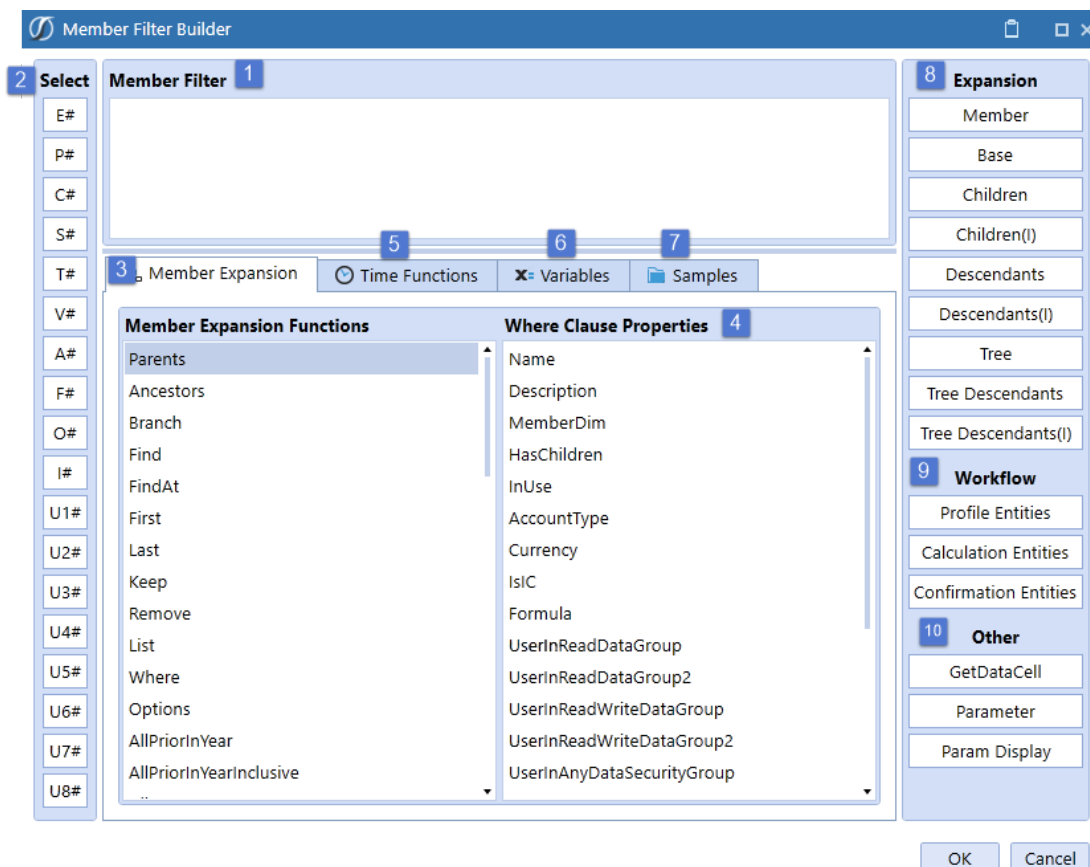 Member Filter Builder
2 Select
E#
P#
C#
S#
T#
V#
A#
F#
O#
I#
U1#
U2#
U3#
U4#
U5#
U6#
U7#
U8#
Member Filter 1
3 Member Expansion
5
Time Functions
6
X= Variables
7
Samples
Member Expansion Functions
Parents
Ancestors
Branch
Find
FindAt
First
Last
Keep
Remove
List
Where
Options
AllPriorInYear
AllPriorInYearInclusive
Where Clause Properties 4
Name
Description
MemberDim
HasChildren
InUse
AccountType
Currency
IsIC
Formula
UserInReadDataGroup
UserInReadDataGroup2
UserInReadWriteDataGroup
UserInReadWriteDataGroup2
UserInAnyDataSecurityGroup
8 Expansion
Member
Base
Children
Children(I)
Descendants
Descendants(I)
Tree
Tree Descendants
Tree Descendants(I)
9 Workflow
Profile Entities
Calculation Entities
Confirmation Entities
10 Other
GetDataCell
Parameter
Param Display
OK
Cancel